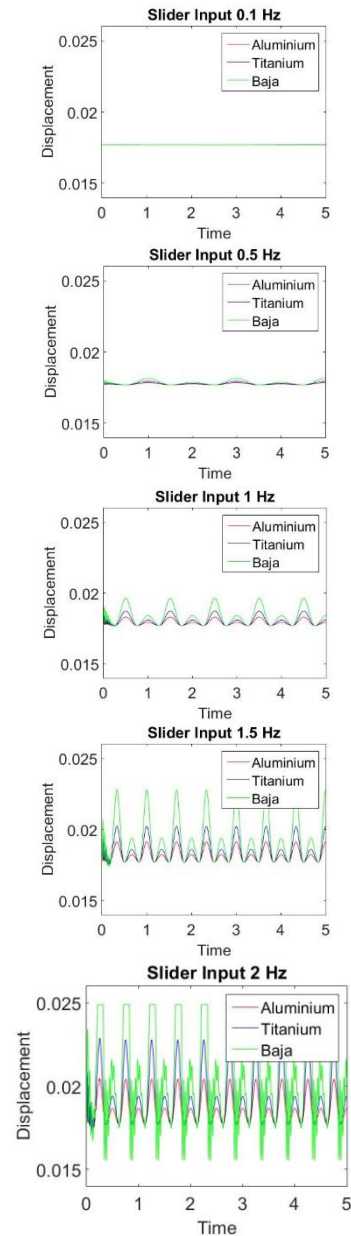 Slider Input 0.1 Hz
0.025
0.02
0.015
Displacement
Aluminium
Titanium
Baja
0 1 2 3 4 5
Time
Slider Input 0.5 Hz
0.025
0.02
0.015
Displacement
Aluminium
Titanium
Baja
0 1 2 3 4 5
Time
Slider Input 1 Hz
0.025
0.02
0.015
Displacement
Aluminium
Titanium
Baja
0 1 2 3 4 5
Time
Slider Input 1.5 Hz
0.025
0.02
0.015
Displacement
Aluminium
Titanium
Baja
0 1 2 3 4 5
Time
Slider Input 2 Hz
0.025
0.02
0.015
Displacement
Aluminium
Titanium
Baja
0 1 2 3 4 5
Time